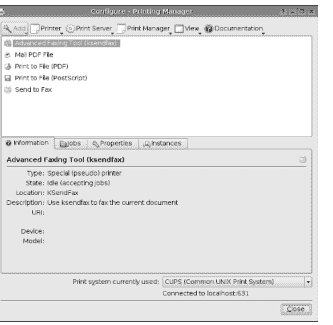 Configure - Printing Manager
Add Printer Print Server Print Manager View Documentation
Advanced Faxing Tool (ksendfax)
Mail PDF File
Print to File (PDF)
Print to File (PostScript)
Send to Fax
Information Jobs Properties Instances
Advanced Faxing Tool (ksendfax)
Type: Special (pseudo) printer
State: Idle (accepting jobs)
Location: KSendFax
Description: Use ksendfax to fax the current document
URI:
Device:
Model:
Print system currently used: CUPS (Common UNIX Print System)
Connected to localhost:631
Close